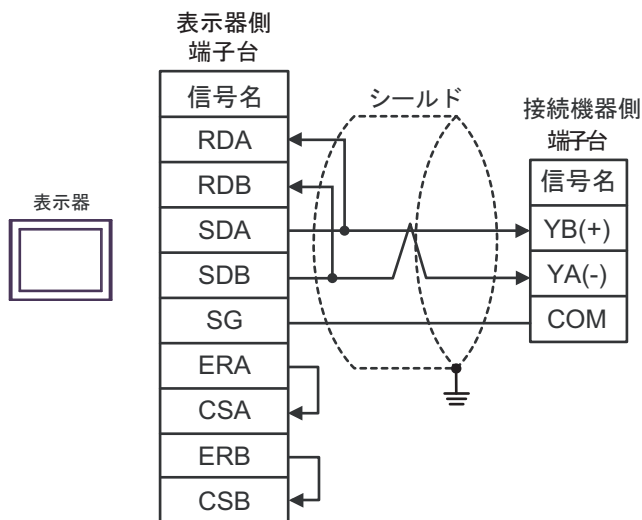 表示器側
端子台
信号名
RDA
RDB
SDA
SDB
SG
ERA
CSA
ERB
CSB
表示器
シールド
接続機器側
端子台
信号名
YB(+)
YA(-)
COM